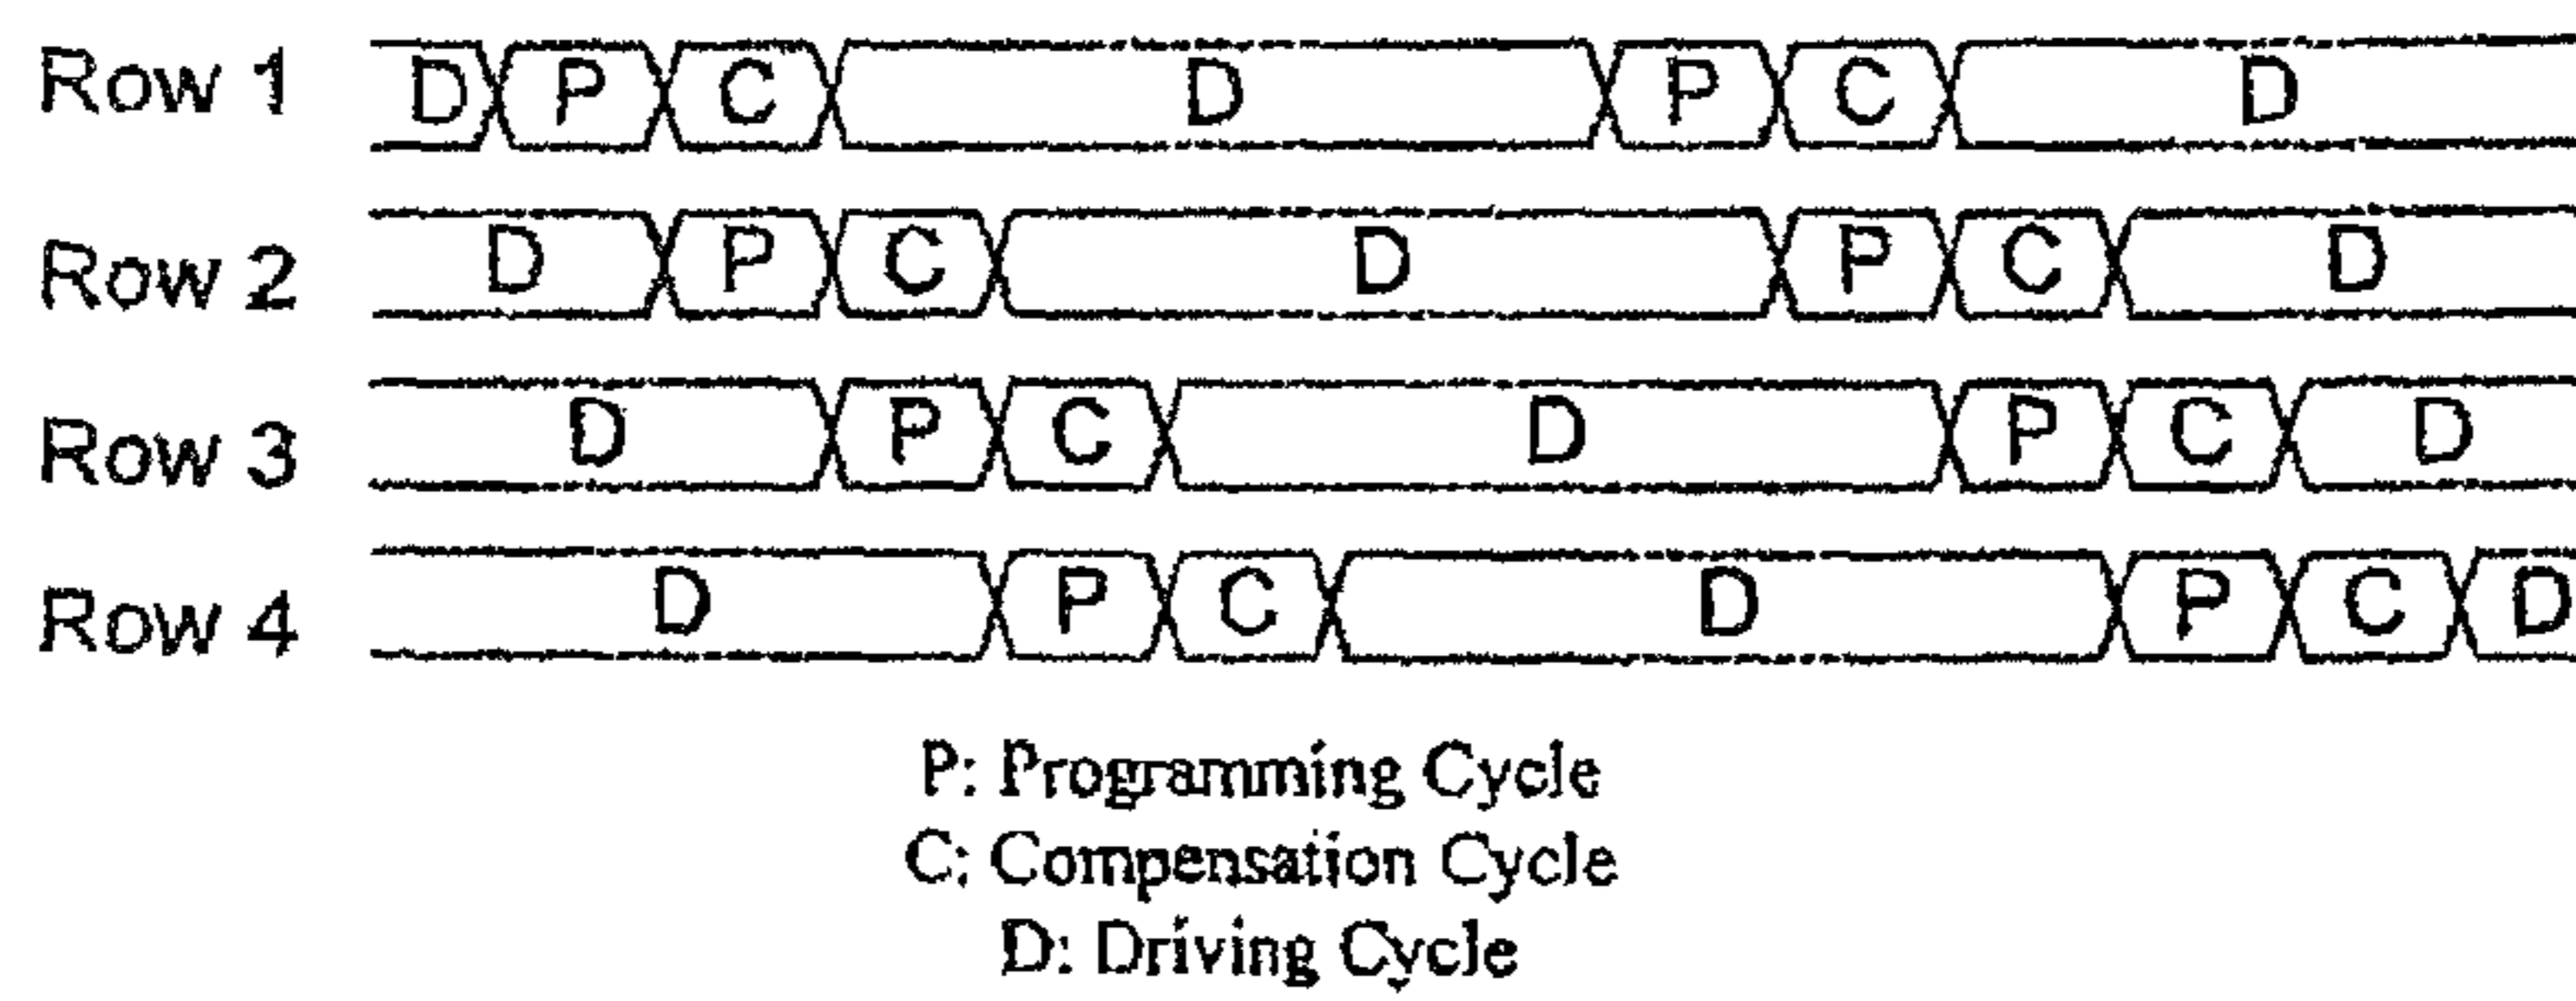 Row 1 D P C D P C D
Row 2 D P C D P C D
Row 3 D P C D P C D
Row 4 D P C D P C D
P: Programming Cycle
C: Compensation Cycle
D: Driving Cycle